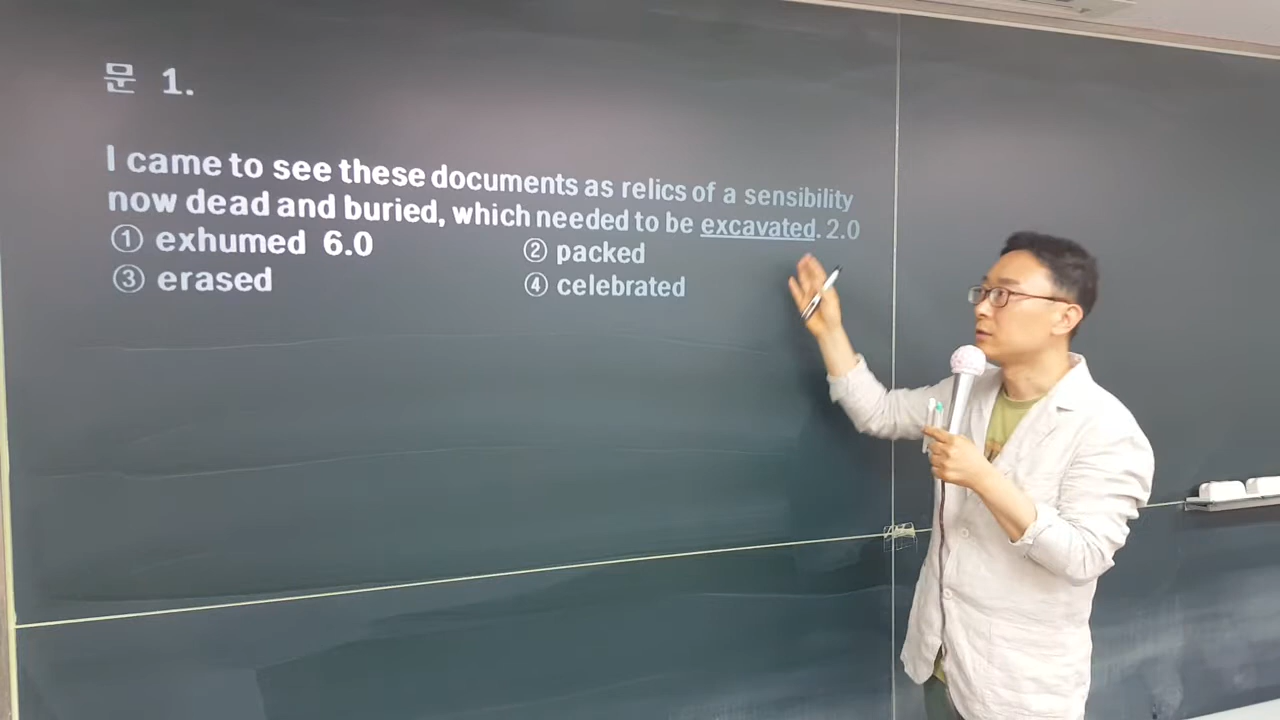 문 1.
I came to see these documents as relics of a sensibility
now dead and buried, which needed to be excavated. 2.0
① exhumed 6.0 ② packed
③ erased ④ celebrated